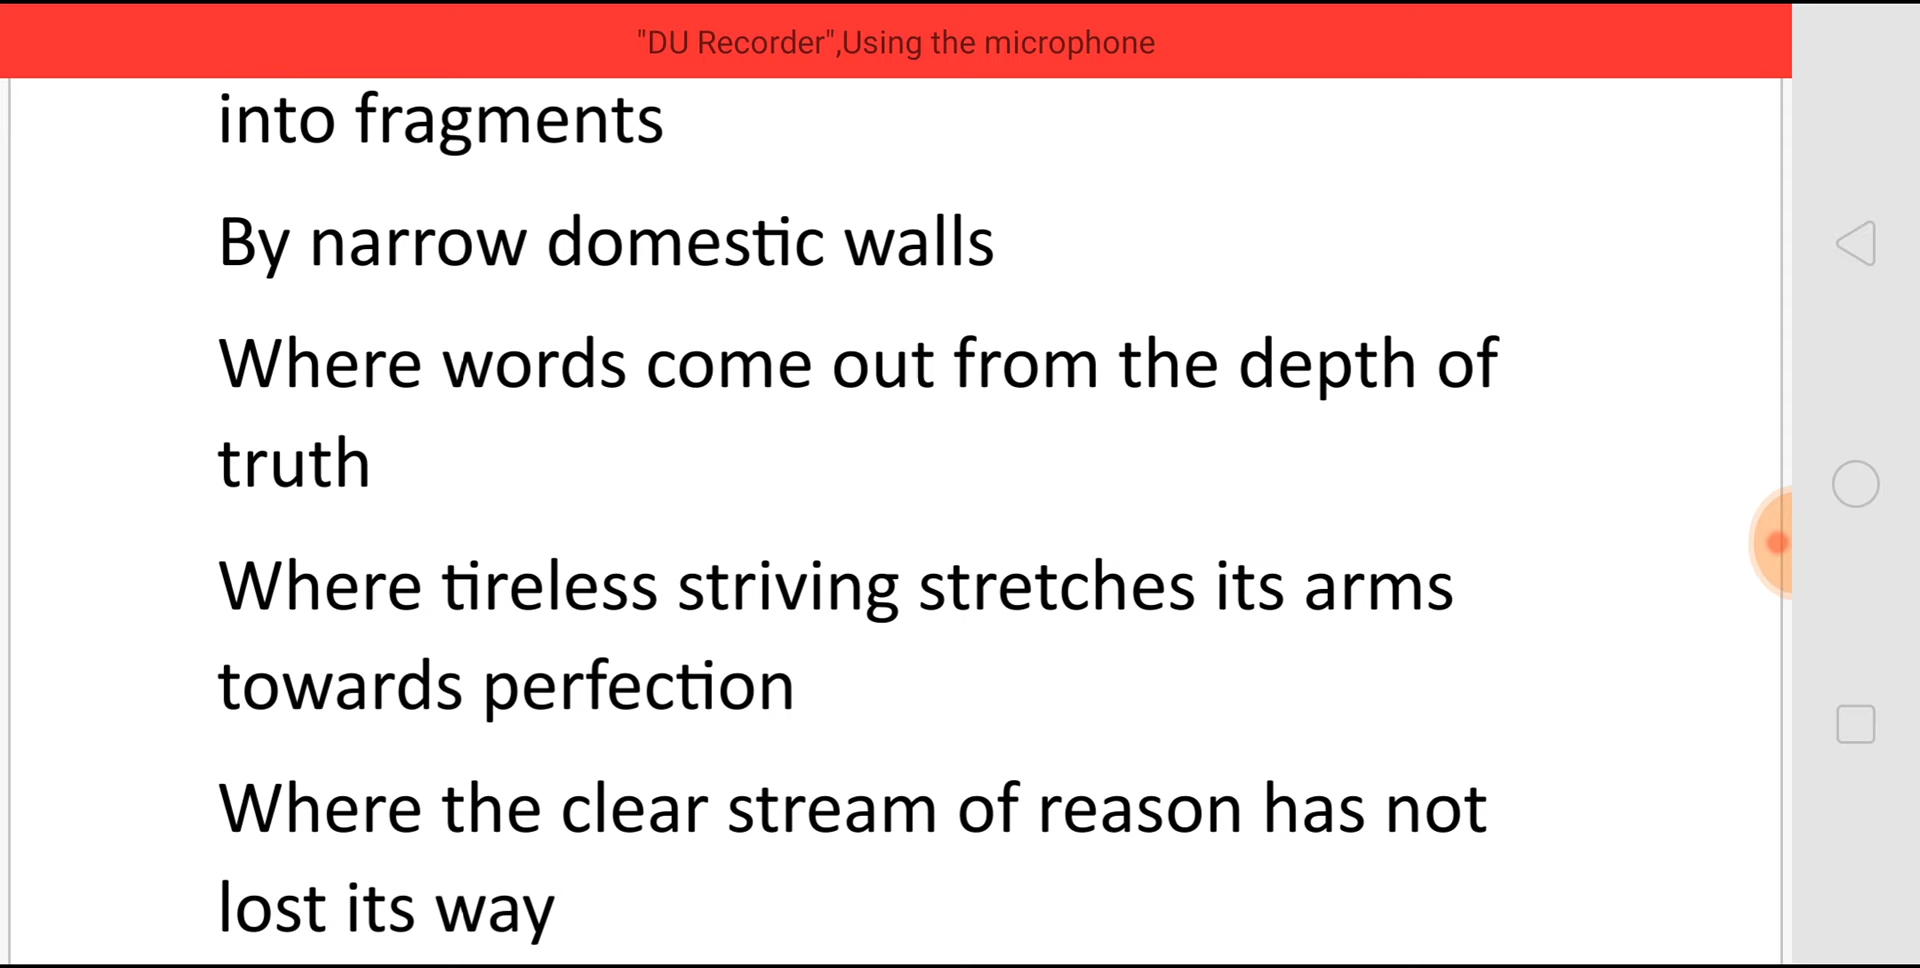 "DU Recorder",Using the microphone
into fragments
By narrow domestic walls
Where words come out from the depth of
truth
Where tireless striving stretches its arms
towards perfection
Where the clear stream of reason has not
lost its way